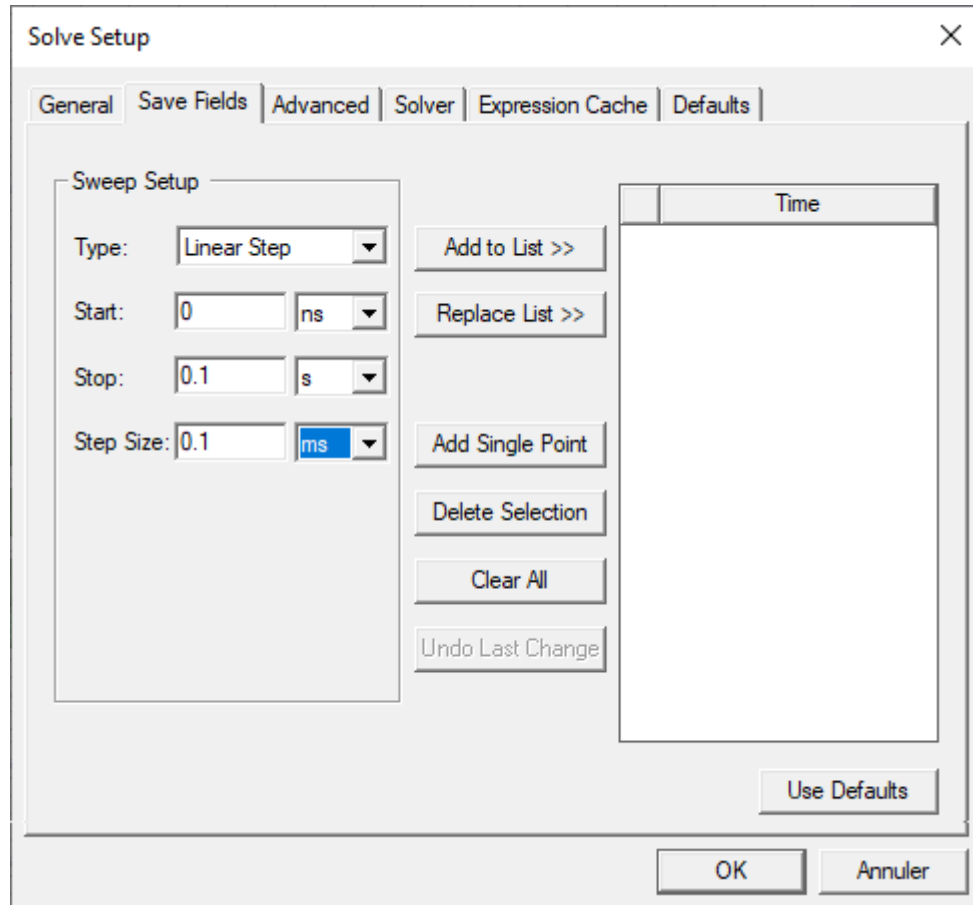 Solve Setup
General Save Fields Advanced Solver Expression Cache Defaults
Sweep Setup
Type: Linear Step
Start: 0 ns
Stop: 0.1 s
Step Size: 0.1 ms
Add to List >>
Replace List >>
Add Single Point
Delete Selection
Clear All
Undo Last Change
Time
Use Defaults
OK Annuler